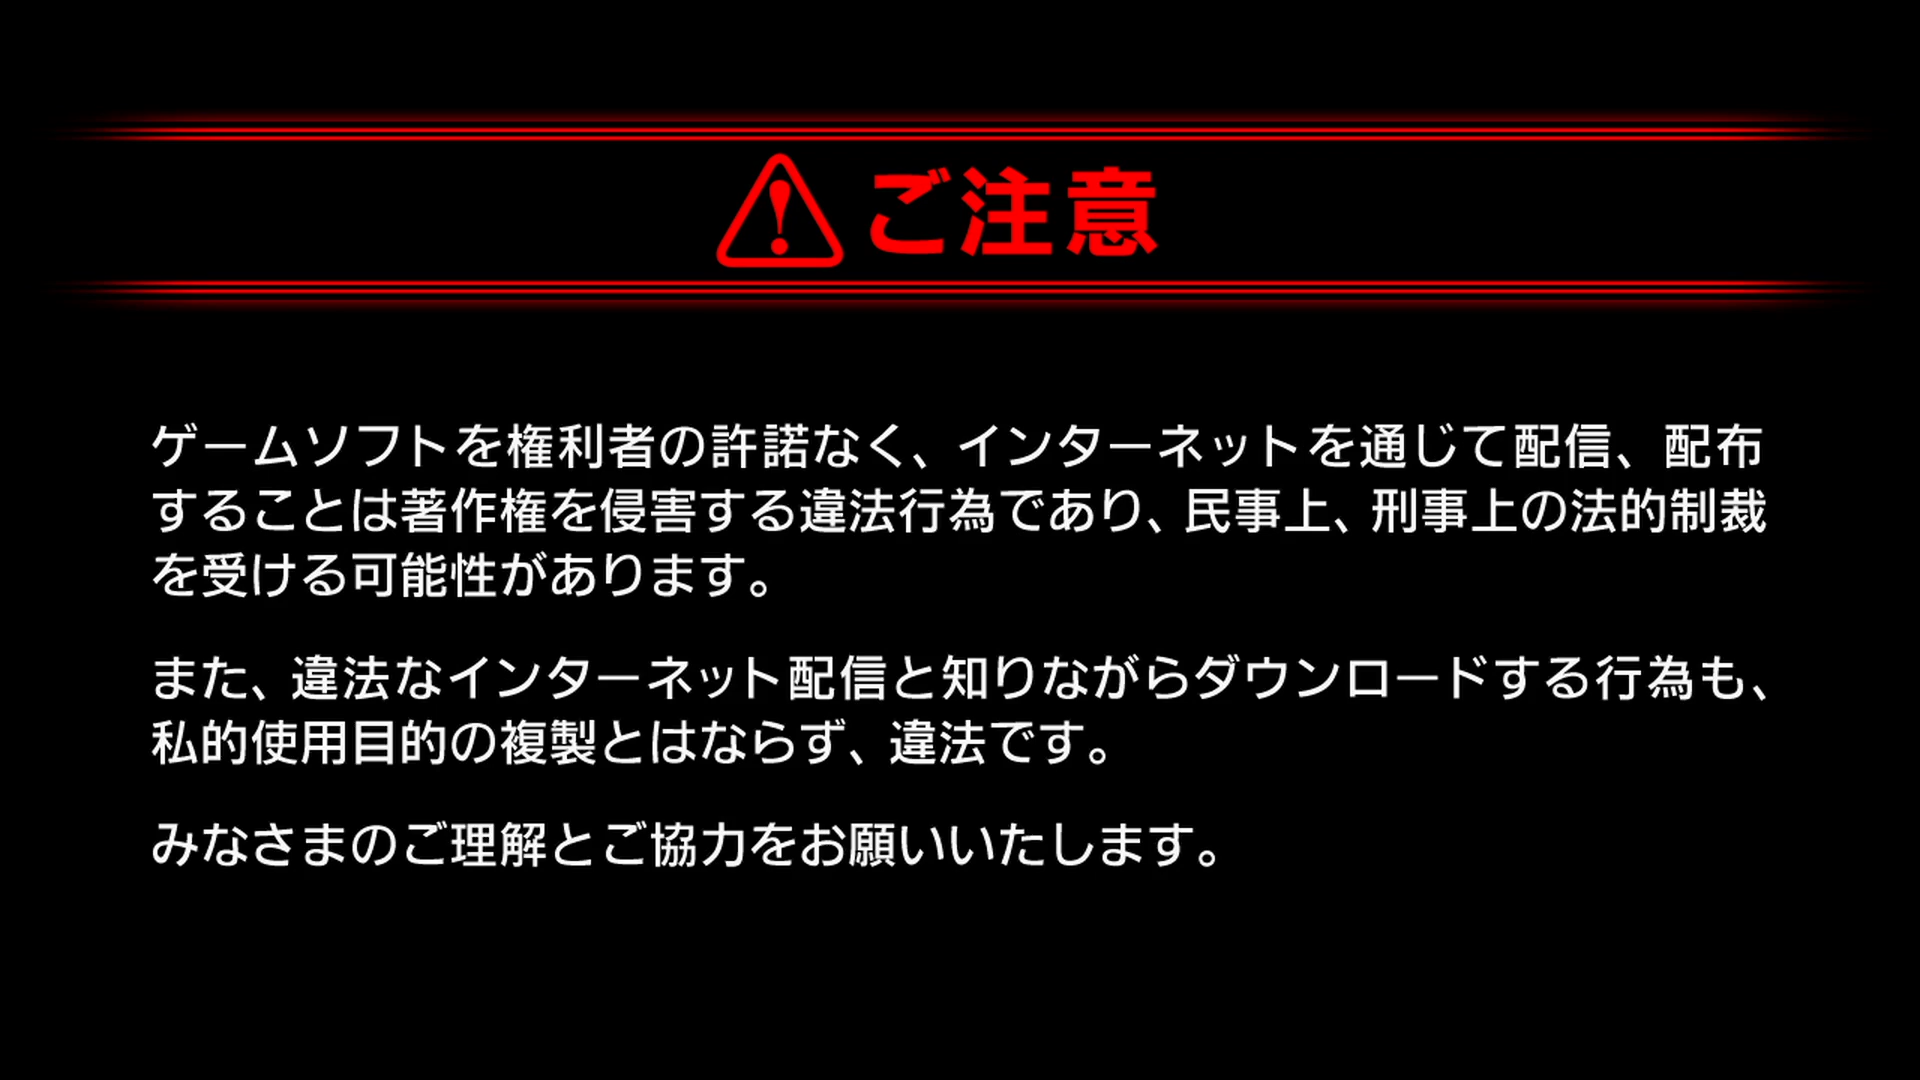 ご注意
ゲームソフトを権利者の許諾なく、インターネットを通じて配信、配布
することは著作権を侵害する違法行為であり、民事上、刑事上の法的制裁
を受ける可能性があります。
また、違法なインターネット配信と知りながらダウンロードする行為も、
私的使用目的の複製とはならず、違法です。
みなさまのご理解とご協力をお願いいたします。